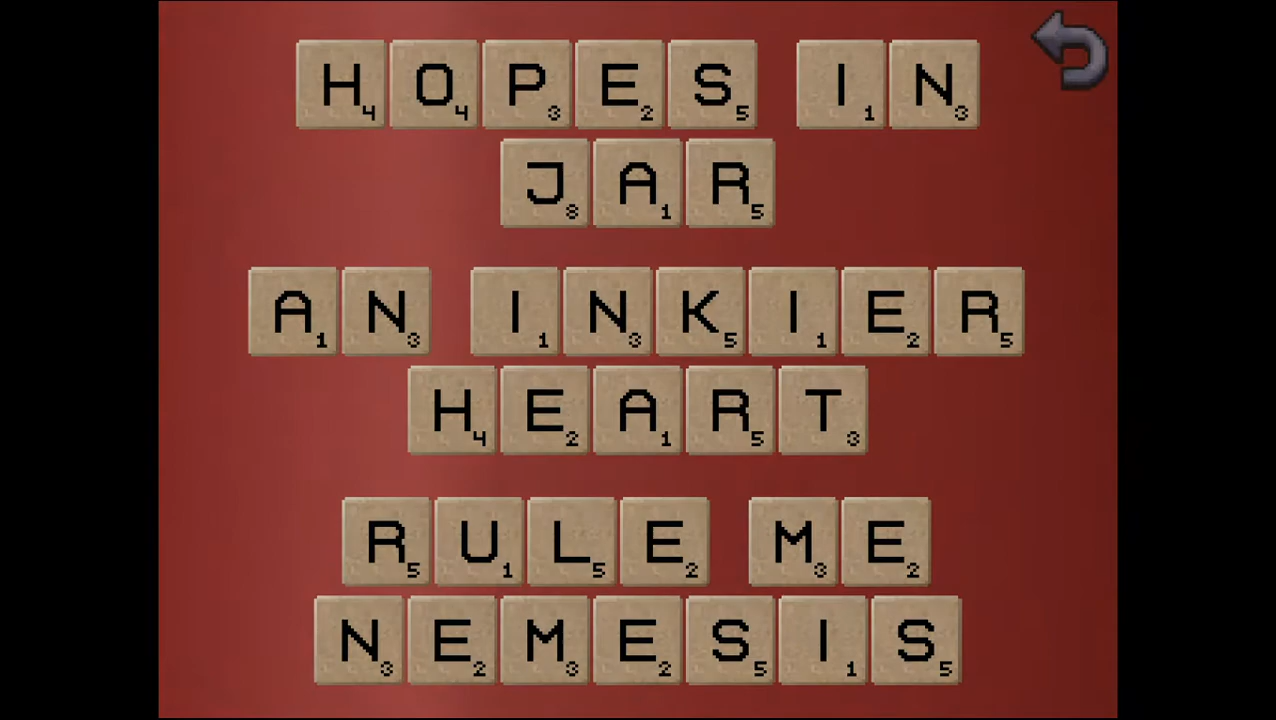 HOPES IN
JAR
AN INKIER
HEART
RULE ME
NEMESIS